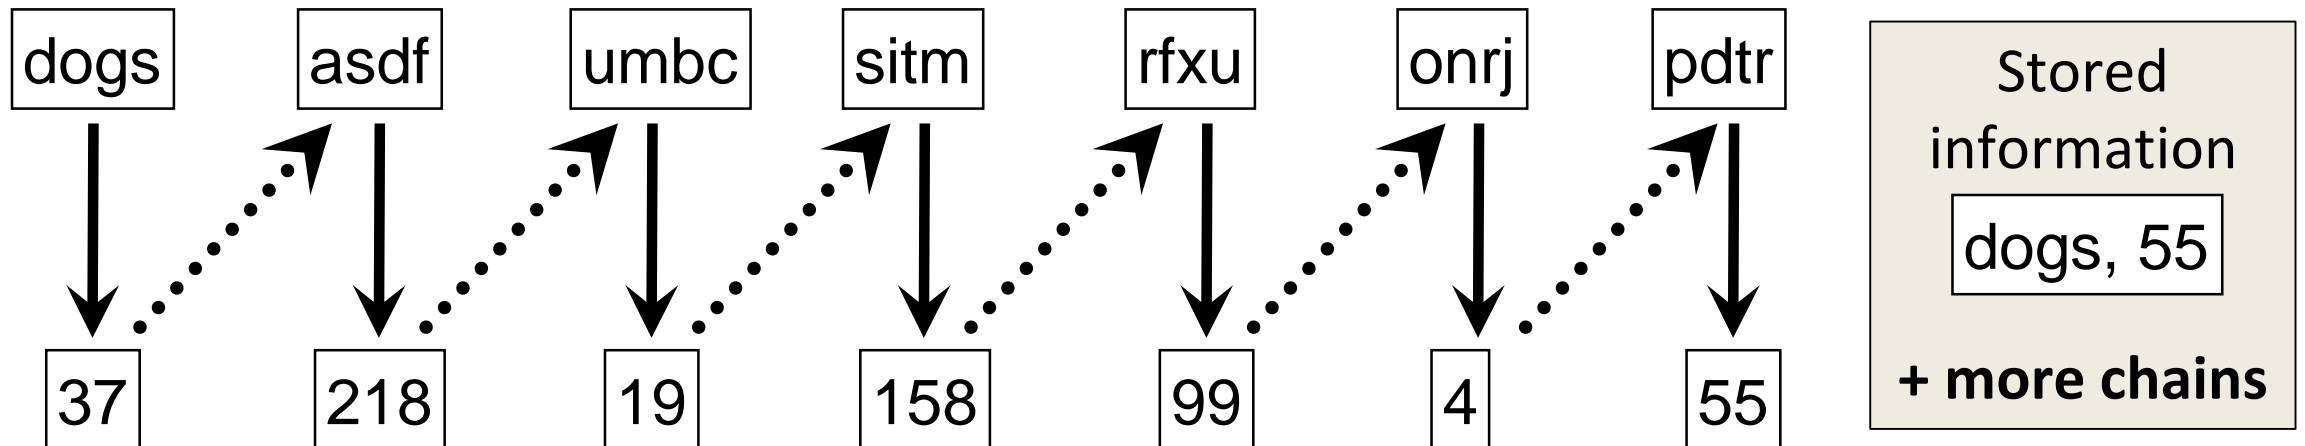 dogs asdf umbc sitm rfxu onrj pdtr
37 218 19 158 99 4 55
Stored
information
dogs, 55
+ more chains